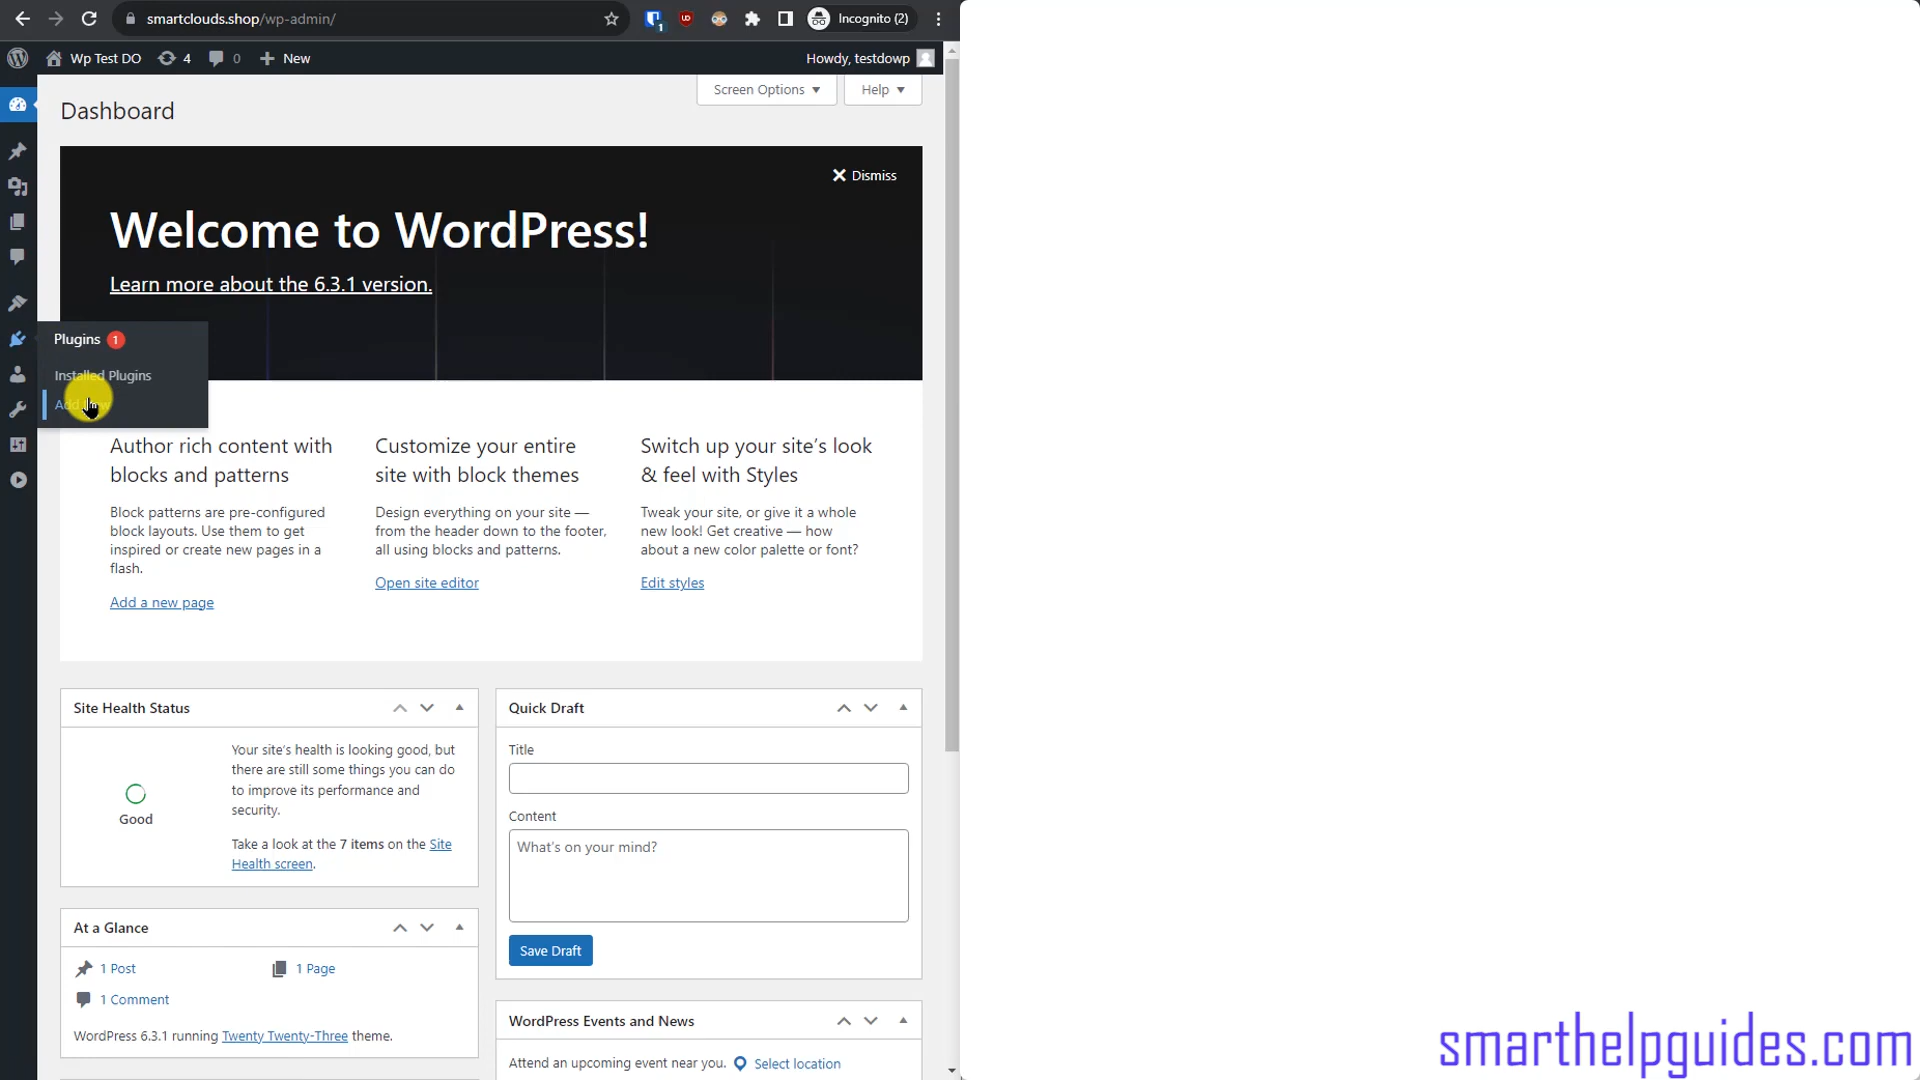 smartclouds.shop/wp-admin/
Incognito (2)
Wp Test DO
4
0
New
Howdy, testdowp
Screen Options
Help
Dashboard
Dismiss
Welcome to WordPress!
Learn more about the 6.3.1 version.
Plugins 1
Installed Plugins
Author rich content with
blocks and patterns
Block patterns are pre-configured
block layouts. Use them to get
inspired or create new pages in a
flash.
Add a new page
Customize your entire
site with block themes
Design everything on your site —
from the header down to the footer,
all using blocks and patterns.
Open site editor
Switch up your site's look
& feel with Styles
Tweak your site, or give it a whole
new look! Get creative — how
about a new color palette or font?
Edit styles
Site Health Status
Good
Your site's health is looking good, but
there are still some things you can do
to improve its performance and
security.
Take a look at the 7 items on the Site
Health screen.
At a Glance
1 Post
1 Page
1 Comment
WordPress 6.3.1 running Twenty Twenty-Three theme.
Quick Draft
Title
Content
What's on your mind?
Save Draft
WordPress Events and News
Attend an upcoming event near you.
Select location
smarthelpguides.com